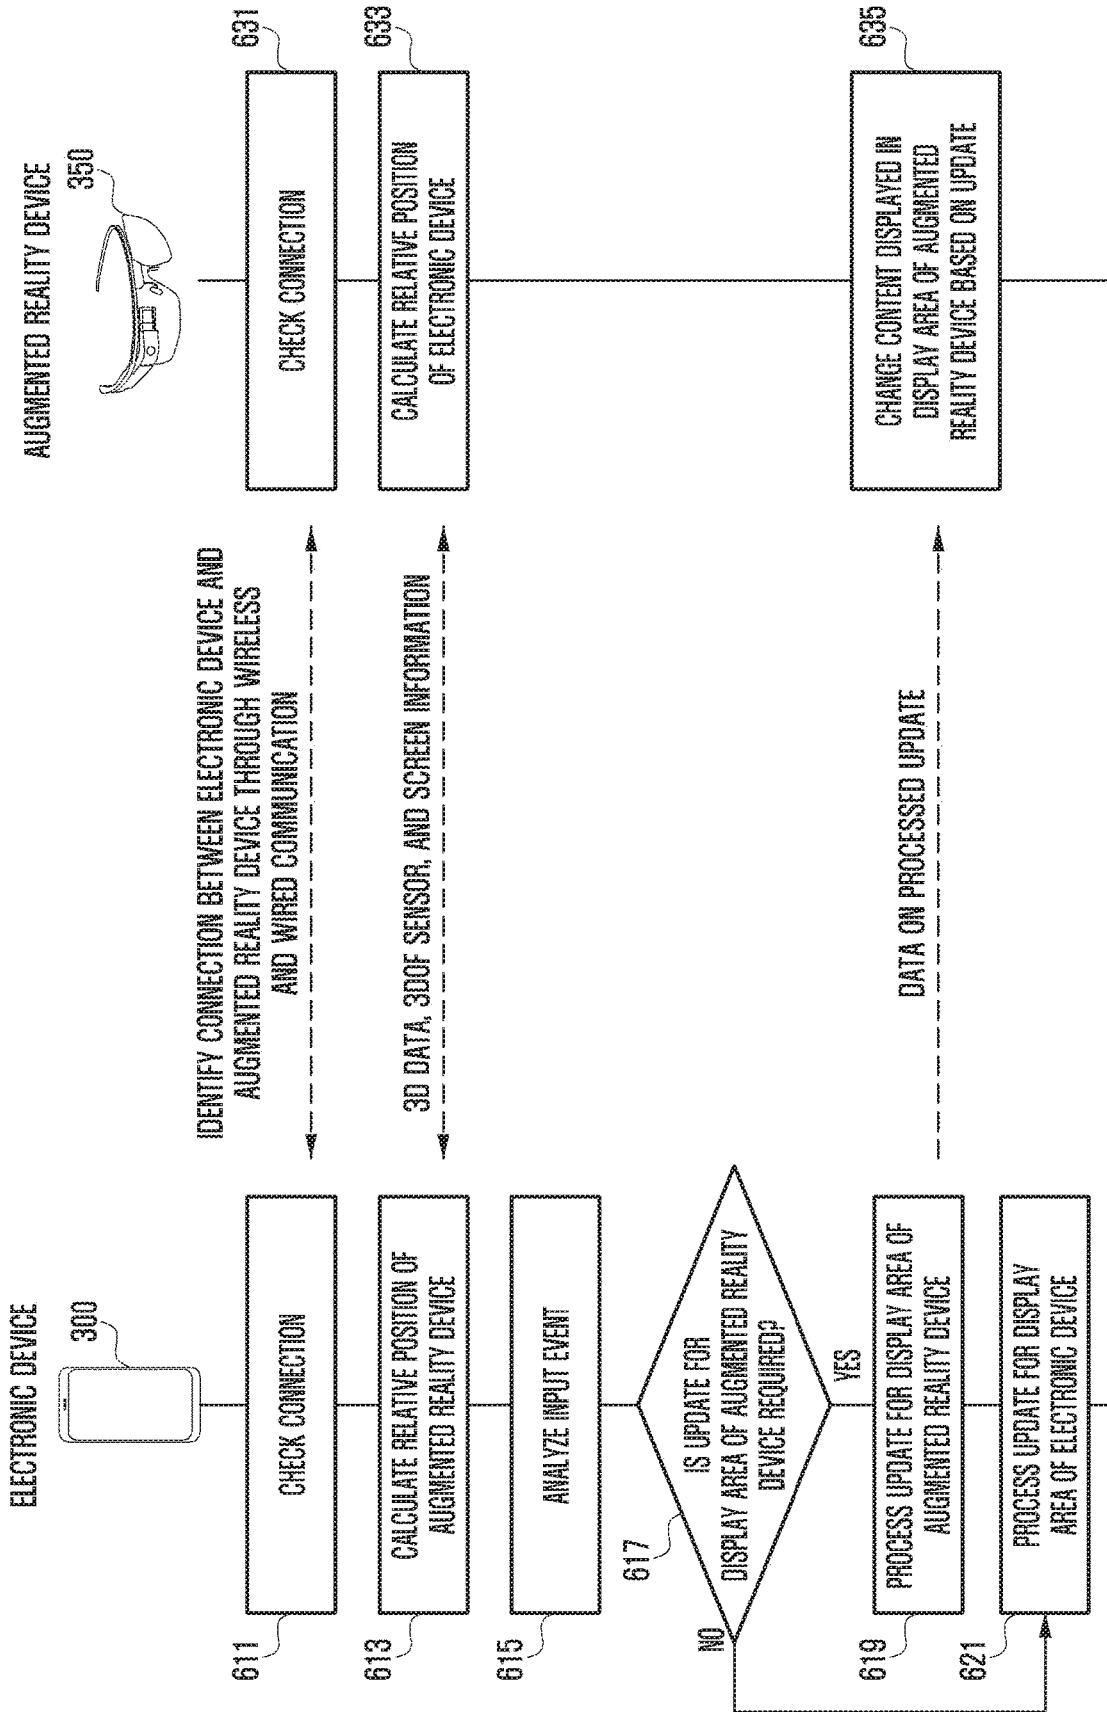 ELECTRONIC DEVICE
300
AUGMENTED REALITY DEVICE
350
IDENTIFY CONNECTION BETWEEN ELECTRONIC DEVICE AND
AUGMENTED REALITY DEVICE THROUGH WIRELESS
AND WIRED COMMUNICATION
611
CHECK CONNECTION
CHECK CONNECTION
631
613
CALCULATE RELATIVE POSITION OF
AUGMENTED REALITY DEVICE
3D DATA, 3DOF SENSOR, AND SCREEN INFORMATION
CALCULATE RELATIVE POSITION
OF ELECTRONIC DEVICE
633
615
ANALYZE INPUT EVENT
617
IS UPDATE FOR
DISPLAY AREA OF AUGMENTED REALITY
DEVICE REQUIRED?
NO
YES
619
PROCESS UPDATE FOR DISPLAY AREA OF
AUGMENTED REALITY DEVICE
DATA ON PROCESSED UPDATE
CHANGE CONTENT DISPLAYED IN
DISPLAY AREA OF AUGMENTED
REALITY DEVICE BASED ON UPDATE
635
621
PROCESS UPDATE FOR DISPLAY
AREA OF ELECTRONIC DEVICE